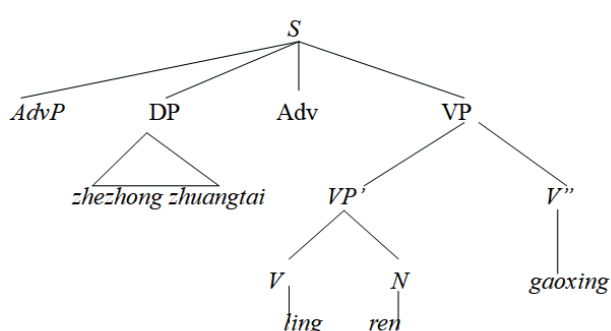 S
AdvP DP Adv VP
zhezhong zhuangtai VP’ V”
V N gaoxing
ling ren